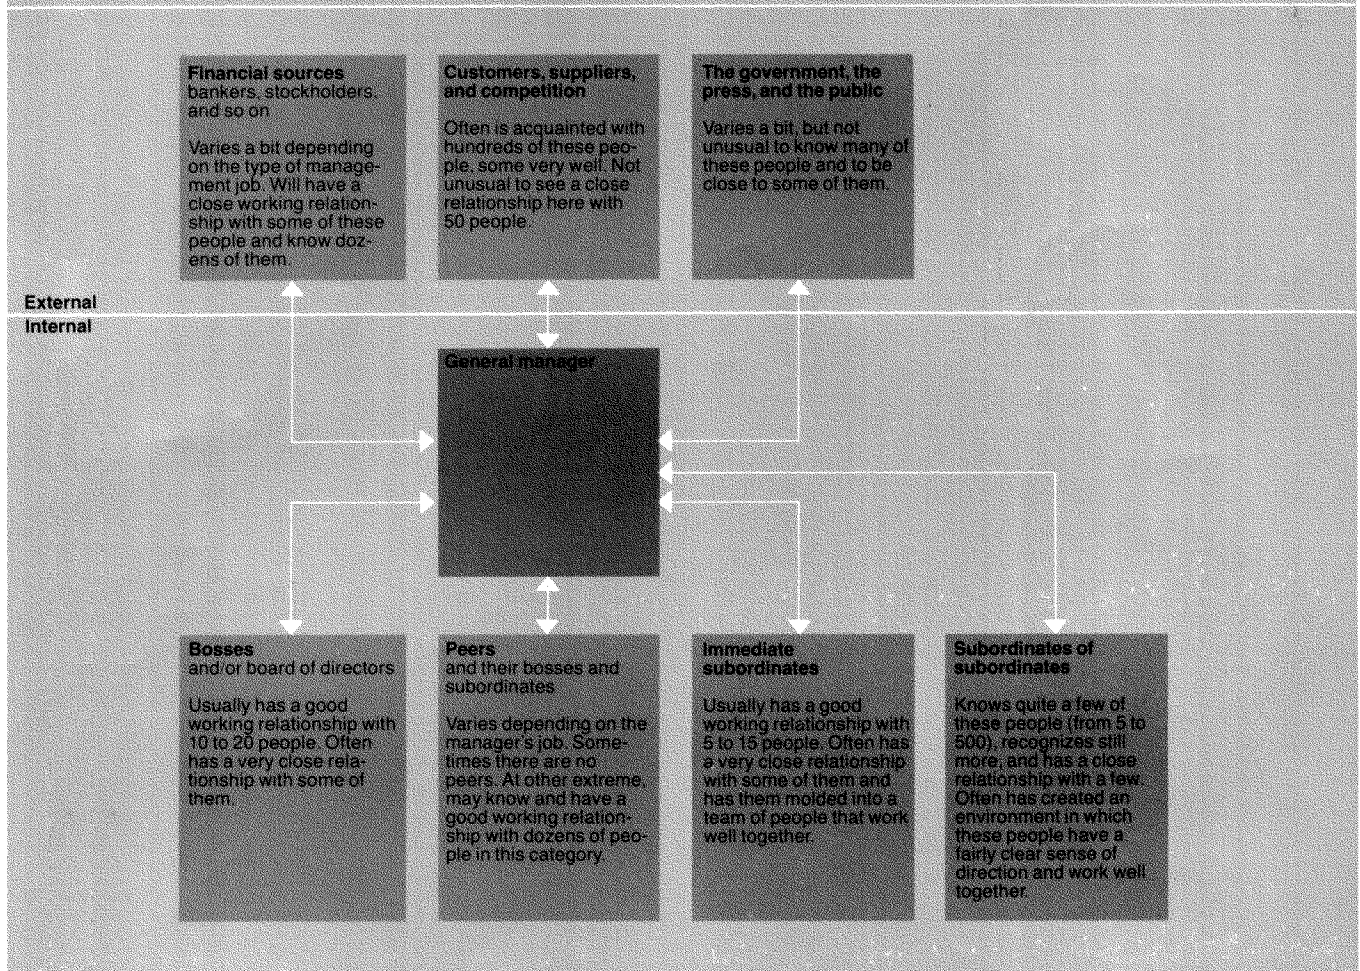 Financial sources
bankers, stockholders,
and so on
Varies a bit depending
on the type of manage-
ment job. Will have a
close working relation-
ship with some of these
people and know doz-
ens of them.
Customers, suppliers,
and competition
Often is acquainted with
hundreds of these peo-
ple, some very well. Not
unusual to see a close
relationship here with
50 people.
The government, the
press, and the public
Varies a bit, but not
unusual to know many of
these people and to be
close to some of them.
External
Internal
General manager
Bosses
and/or board of directors
Usually has a good
working relationship with
10 to 20 people. Often
has a very close rela-
tionship with some of
them.
Peers
and their bosses and
subordinates
Varies depending on the
manager's job. Some-
times there are no
peers. At other extreme,
may know and have a
good working relation-
ship with dozens of peo-
ple in this category.
Immediate
subordinates
Usually has a good
working relationship with
5 to 15 people. Often has
a very close relationship
with some of them and
has them molded into a
team of people that work
well together.
Subordinates of
subordinates
Knows quite a few of
these people (from 5 to
500), recognizes still
more, and has a close
relationship with a few.
Often has created an
environment in which
these people have a
fairly clear sense of
direction and work well
together.